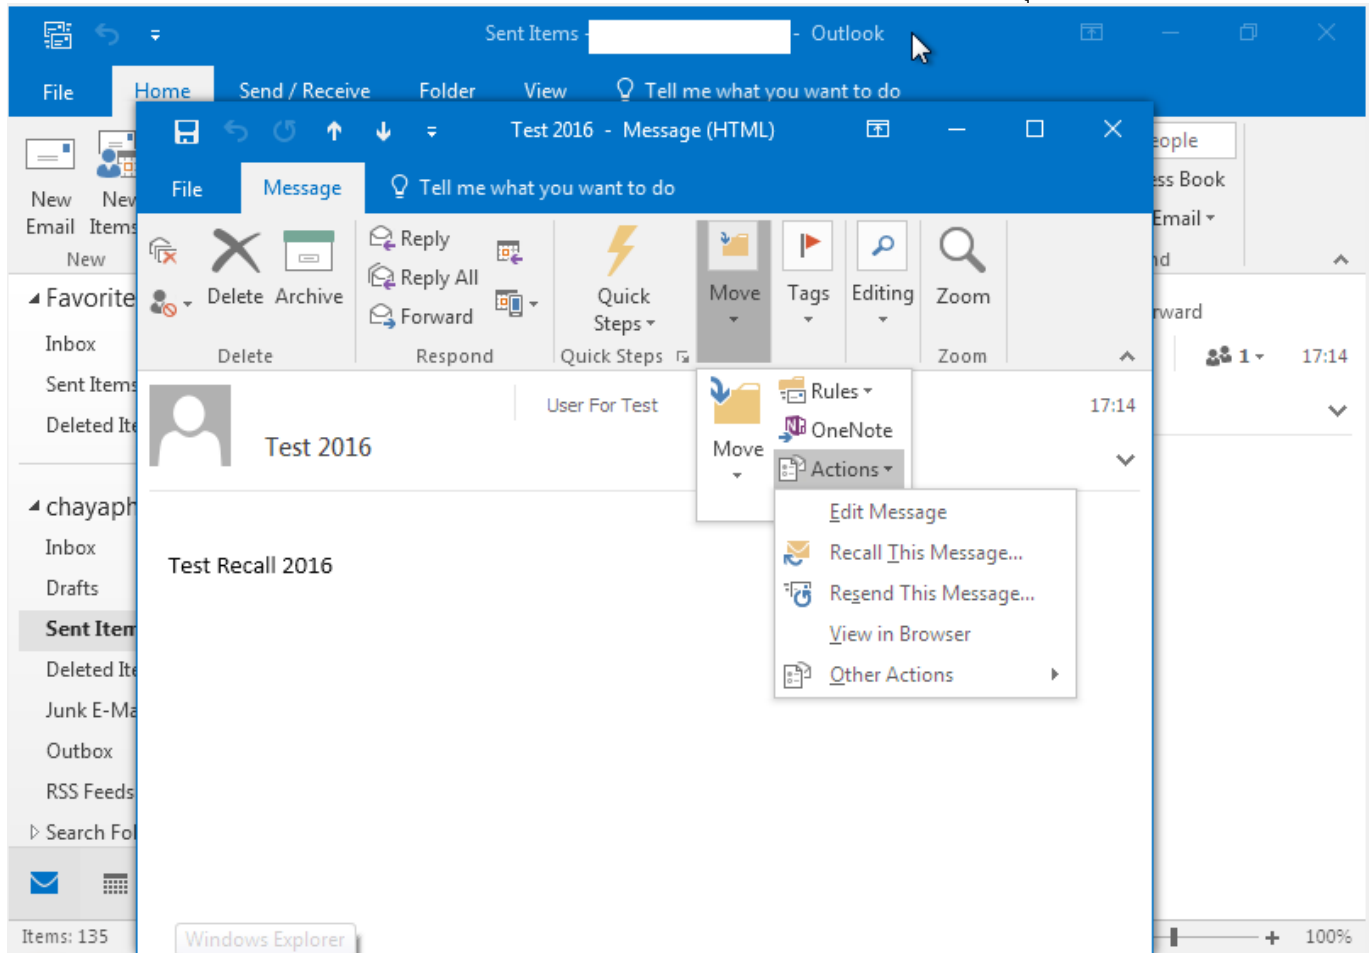 Sent Items -  - Outlook
File Home Send / Receive Folder View Tell me what you want to do
Test 2016 - Message (HTML)
File Message Tell me what you want to do
New Email
New Items
New
Delete
Archive
Delete
Reply
Reply All
Forward
Respond
Quick Steps
Quick Steps
Move
Tags
Editing
Zoom
Zoom
eople
ess Book
Email
nd
rward
1 17:14
Favorite
Inbox
Sent Items
Deleted Ite
chayaph
Inbox
Drafts
Sent Item
Deleted Ite
Junk E-Ma
Outbox
RSS Feeds
Search Fol
User For Test
17:14
Test 2016
Test Recall 2016
Move
Rules
OneNote
Actions
Edit Message
Recall This Message...
Resend This Message...
View in Browser
Other Actions
Windows Explorer
Items: 135
100%